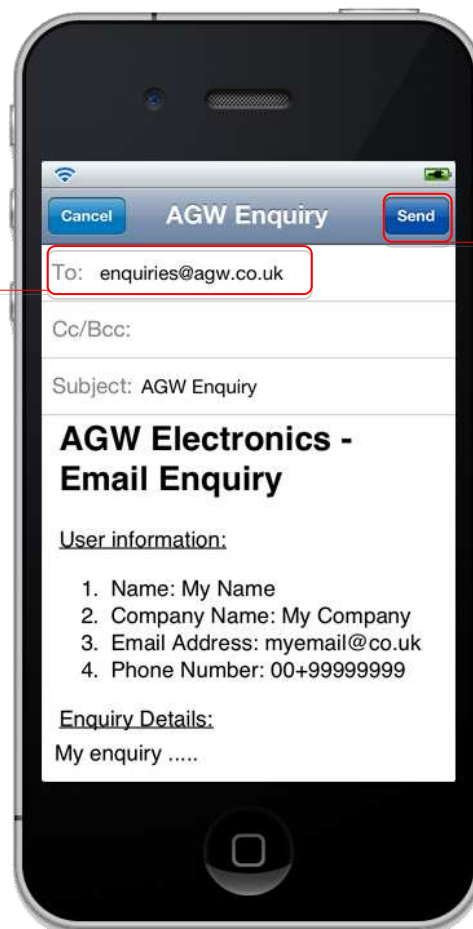 Cancel AGW Enquiry Send
To: enquiries@agw.co.uk
Cc/Bcc:
Subject: AGW Enquiry
AGW Electronics -
Email Enquiry
User information:
1. Name: My Name
2. Company Name: My Company
3. Email Address: myemail@co.uk
4. Phone Number: 00+99999999
Enquiry Details:
My enquiry .....